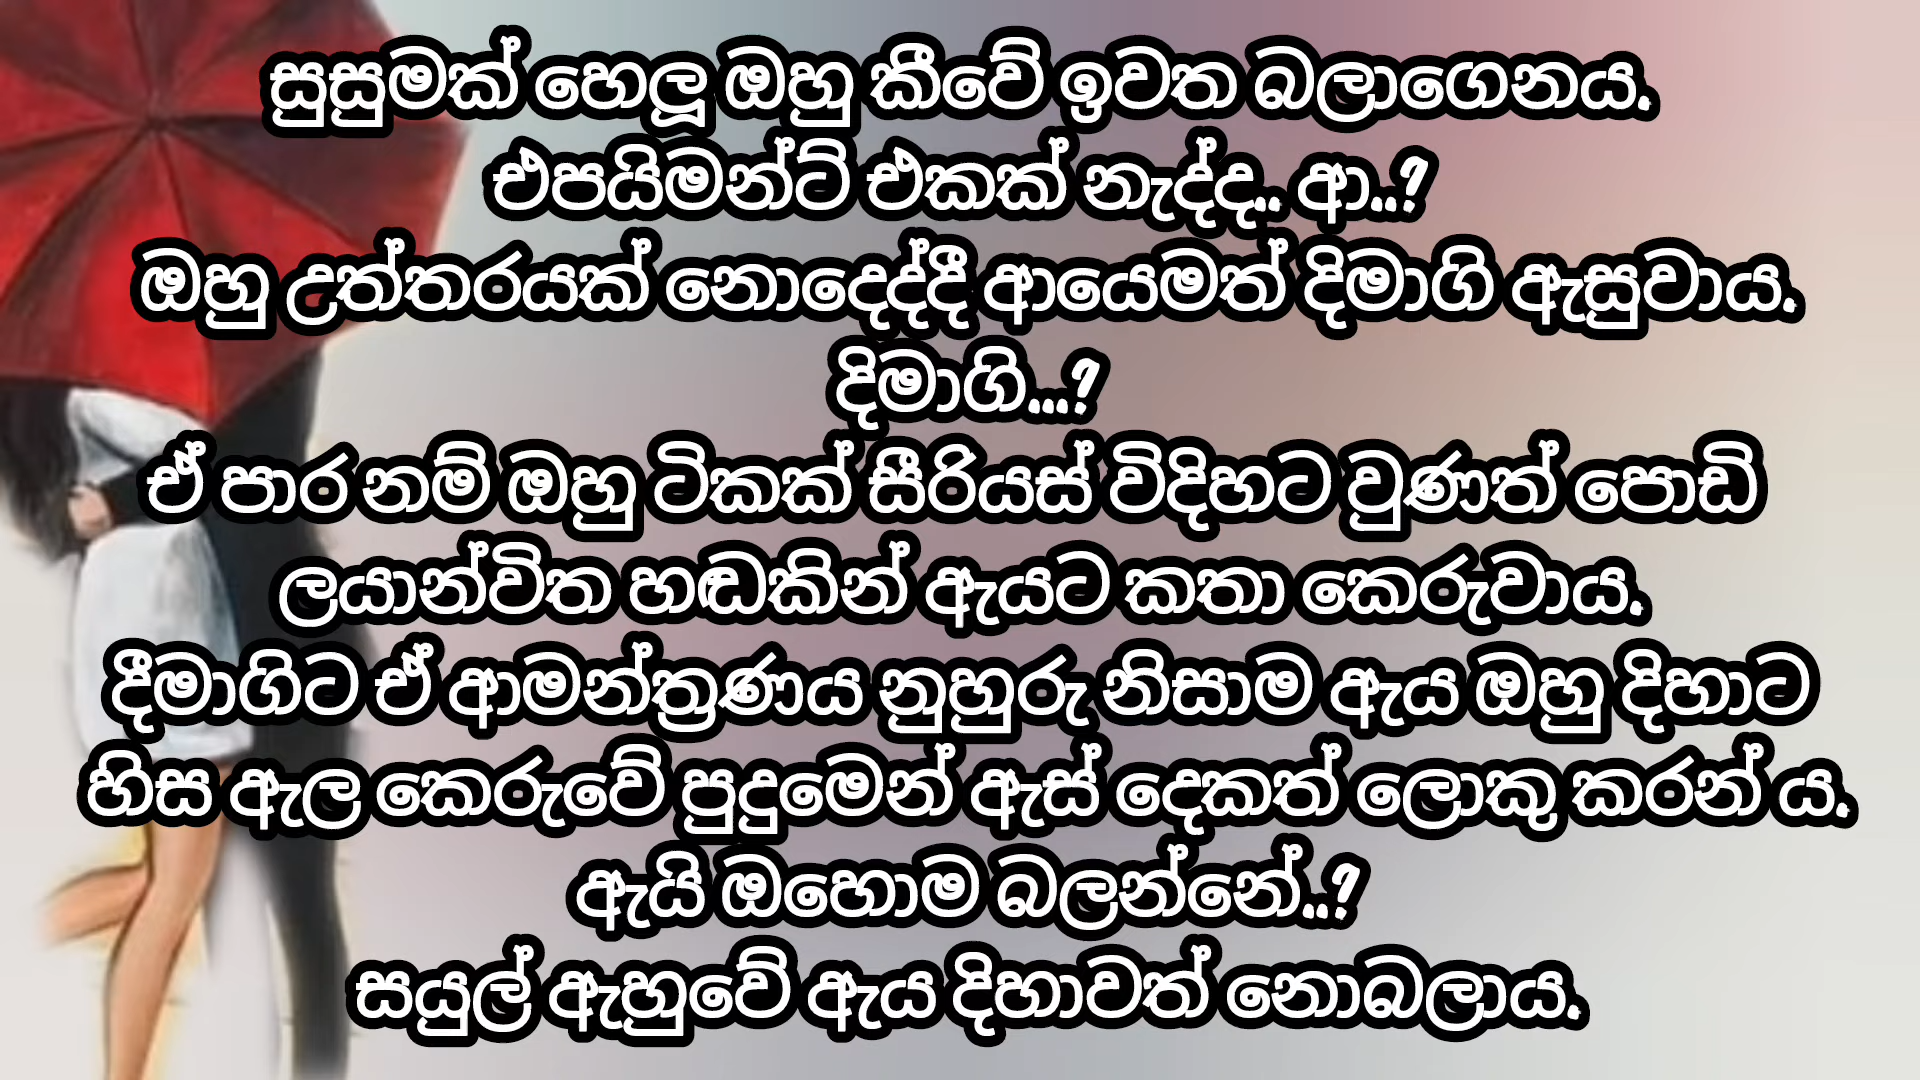 සුසුමක් හෙලූ ඔහු කීවේ ඉවත බලාගෙනය.
එපයිමන්ට් එකක් නැද්ද.. ආ..?
ඔහු උත්තරයක් නොදෙද්දී ආයෙමත් දිමාගි ඇසුවාය.
දිමාගි...?
ඒ පාර නම් ඔහු ටිකක් සීරියස් විදිහට වුණත් පොඩි
ලයාන්විත හඬකින් ඇයට කතා කෙරුවාය.
දීමාගිට ඒ ආමන්ත්‍රණය නුහුරු නිසාම ඇය ඔහු දිහාට
හිස ඇල කෙරුවේ පුදුමෙන් ඇස් දෙකත් ලොකු කරන් ය.
ඇයි ඔහොම බලන්නේ..?
සයුල් ඇහුවේ ඇය දිහාවත් නොබලාය.